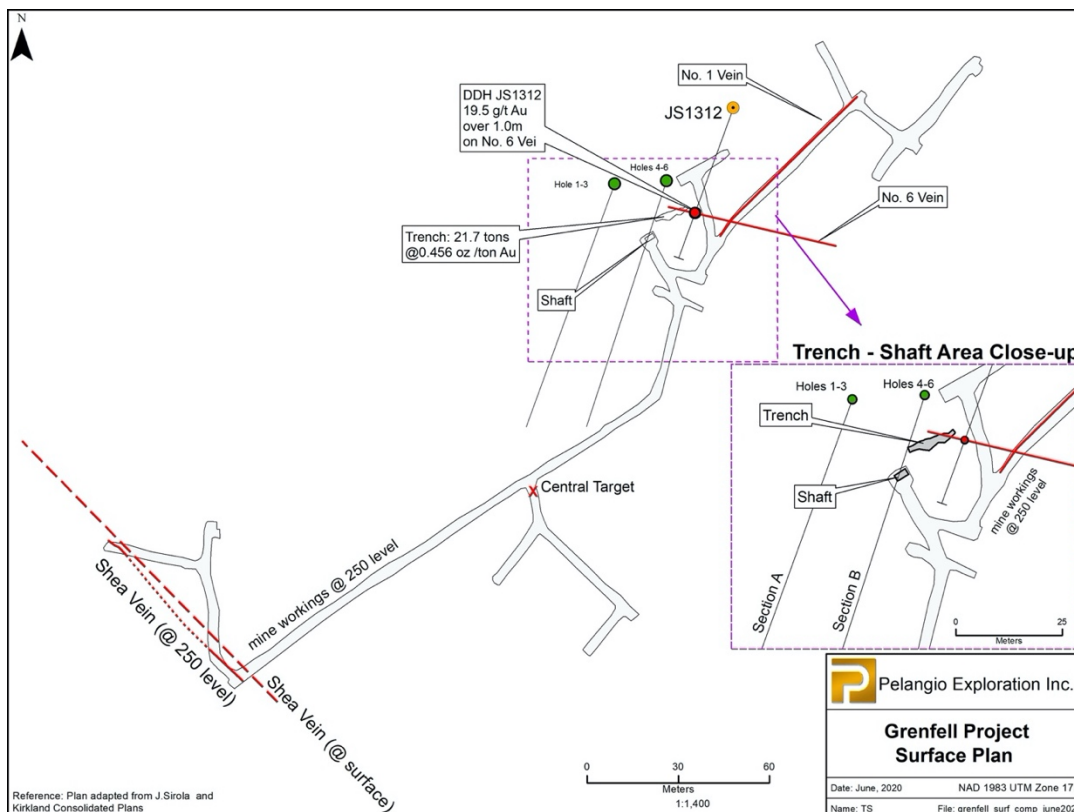 N
No. 1 Vein
DDH JS1312
19.5 g/t Au
over 1.0m
on No. 6 Vei
JS1312
Holes 4-6
Hole 1-3
No. 6 Vein
Trench: 21.7 tons
@0.456 oz /ton Au
Shaft
Trench - Shaft Area Close-up
Holes 1-3
Holes 4-6
Trench
Shaft
mine workings
@ 250 level
Section A
Section B
0 25
Meters
X Central Target
mine workings @ 250 level
Shea Vein (@ 250 level)
Shea Vein (@ surface)
0 30 60
Meters
1:1,400
Reference: Plan adapted from J.Sirola and
Kirkland Consolidated Plans
P
Pelangio Exploration Inc.
Grenfell Project
Surface Plan
Date: June, 2020 NAD 1983 UTM Zone 17
Name: TS File: grenfell_surf_comp_june202